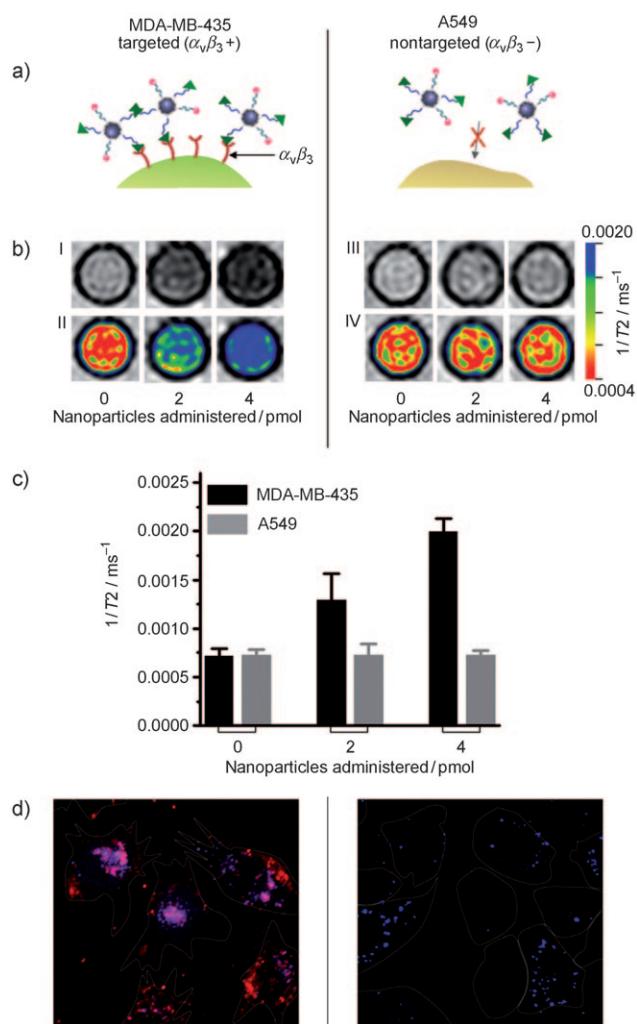 MDA-MB-435
targeted (αvβ3+)
A549
nontargeted (αvβ3−)
a)
αvβ3
b)
I
III
0.0020
II
IV
1/T2 / ms⁻¹
0.0004
0 2 4
Nanoparticles administered/pmol
0 2 4
Nanoparticles administered/pmol
c)
0.0025
0.0020
0.0015
0.0010
0.0005
0.0000
1/T2 / ms⁻¹
MDA-MB-435
A549
0 2 4
Nanoparticles administered/pmol
d)